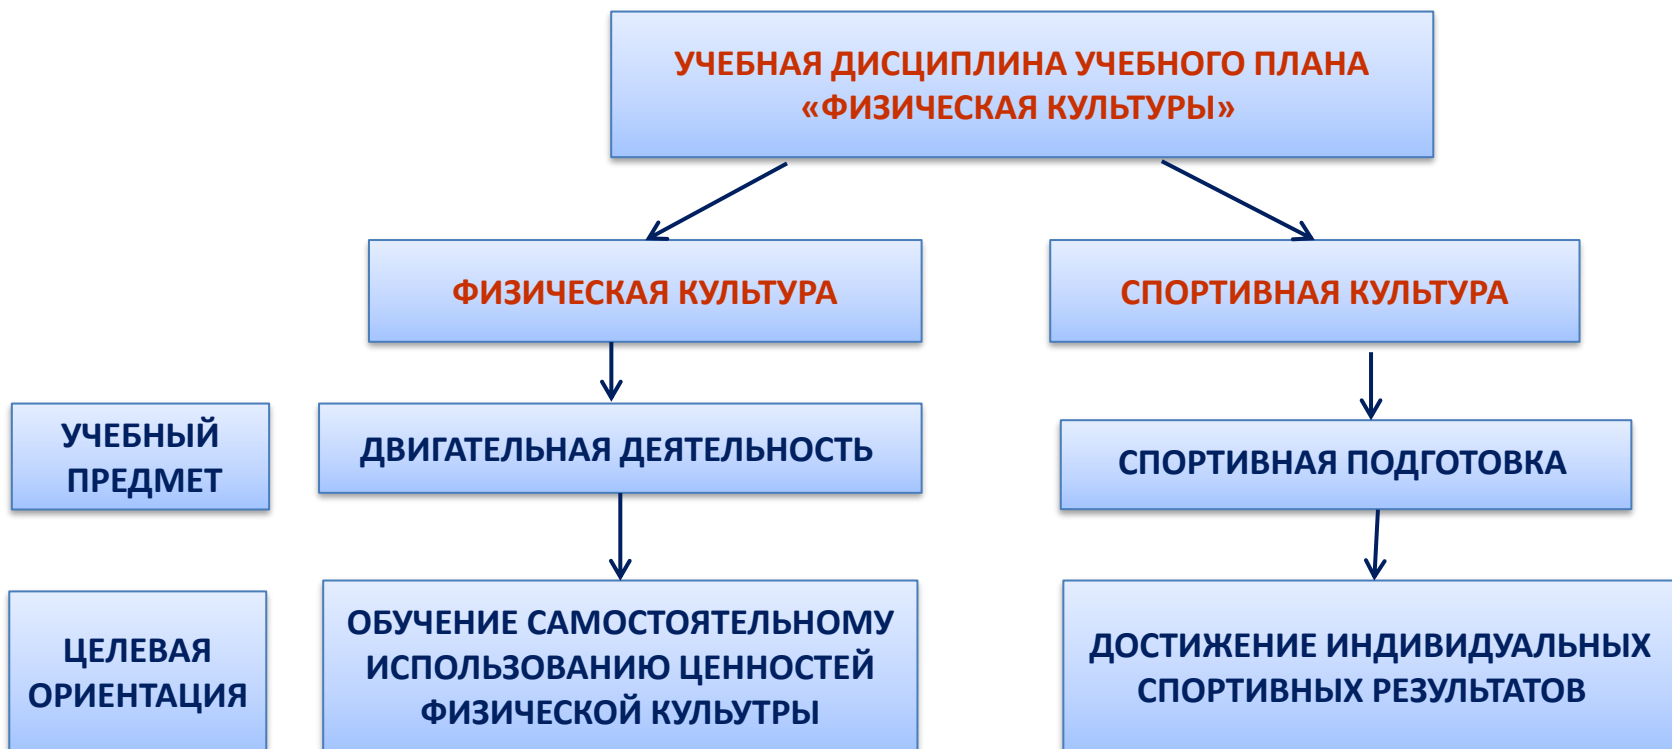 УЧЕБНАЯ ДИСЦИПЛИНА УЧЕБНОГО ПЛАНА
«ФИЗИЧЕСКАЯ КУЛЬТУРЫ»
ФИЗИЧЕСКАЯ КУЛЬТУРА
СПОРТИВНАЯ КУЛЬТУРА
УЧЕБНЫЙ
ПРЕДМЕТ
ДВИГАТЕЛЬНАЯ ДЕЯТЕЛЬНОСТЬ
СПОРТИВНАЯ ПОДГОТОВКА
ЦЕЛЕВАЯ
ОРИЕНТАЦИЯ
ОБУЧЕНИЕ САМОСТОЯТЕЛЬНОМУ
ИСПОЛЬЗОВАНИЮ ЦЕННОСТЕЙ
ФИЗИЧЕСКОЙ КУЛЬУТРЫ
ДОСТИЖЕНИЕ ИНДИВИДУАЛЬНЫХ
СПОРТИВНЫХ РЕЗУЛЬТАТОВ